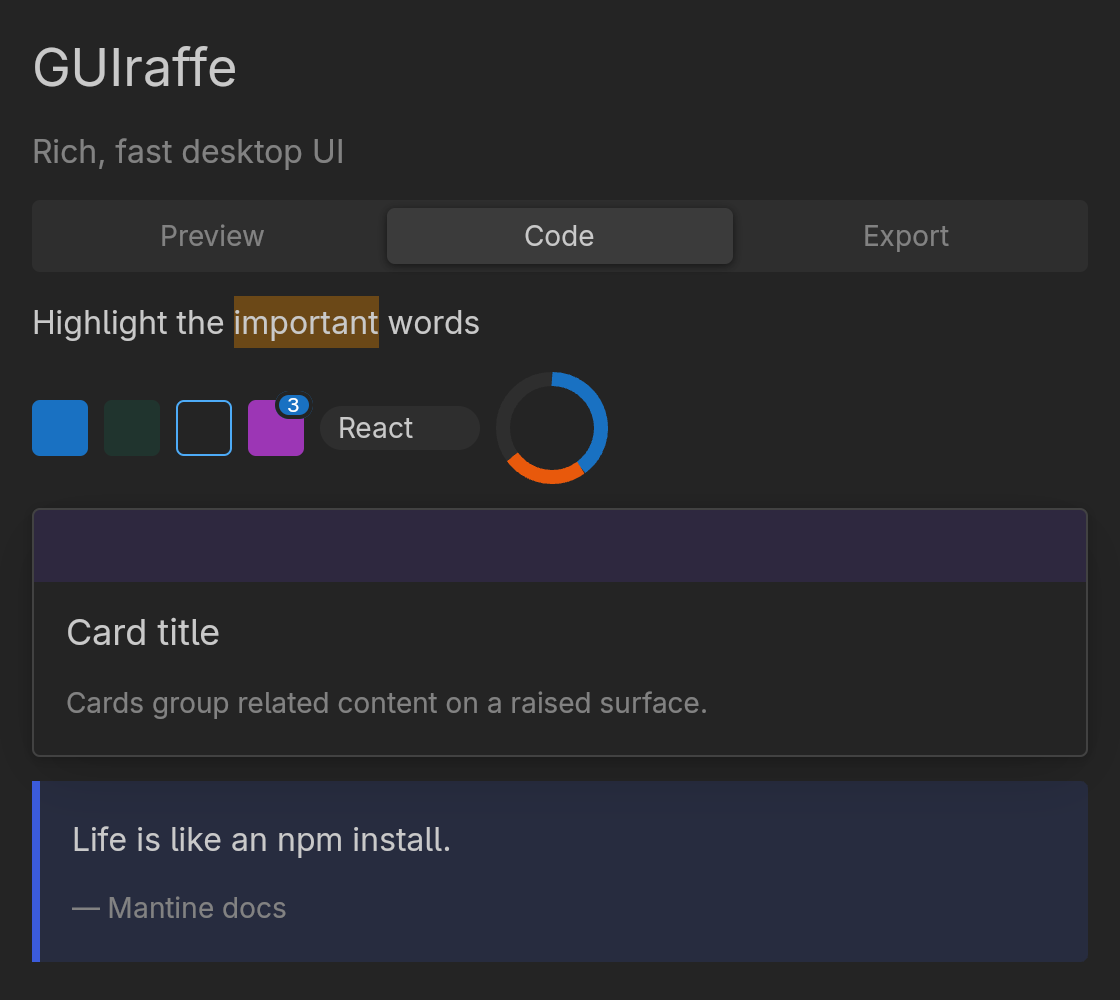 GUIraffe
Rich, fast desktop UI
Preview Code Export
Highlight the important words
3
React
Card title
Cards group related content on a raised surface.
Life is like an npm install.
— Mantine docs